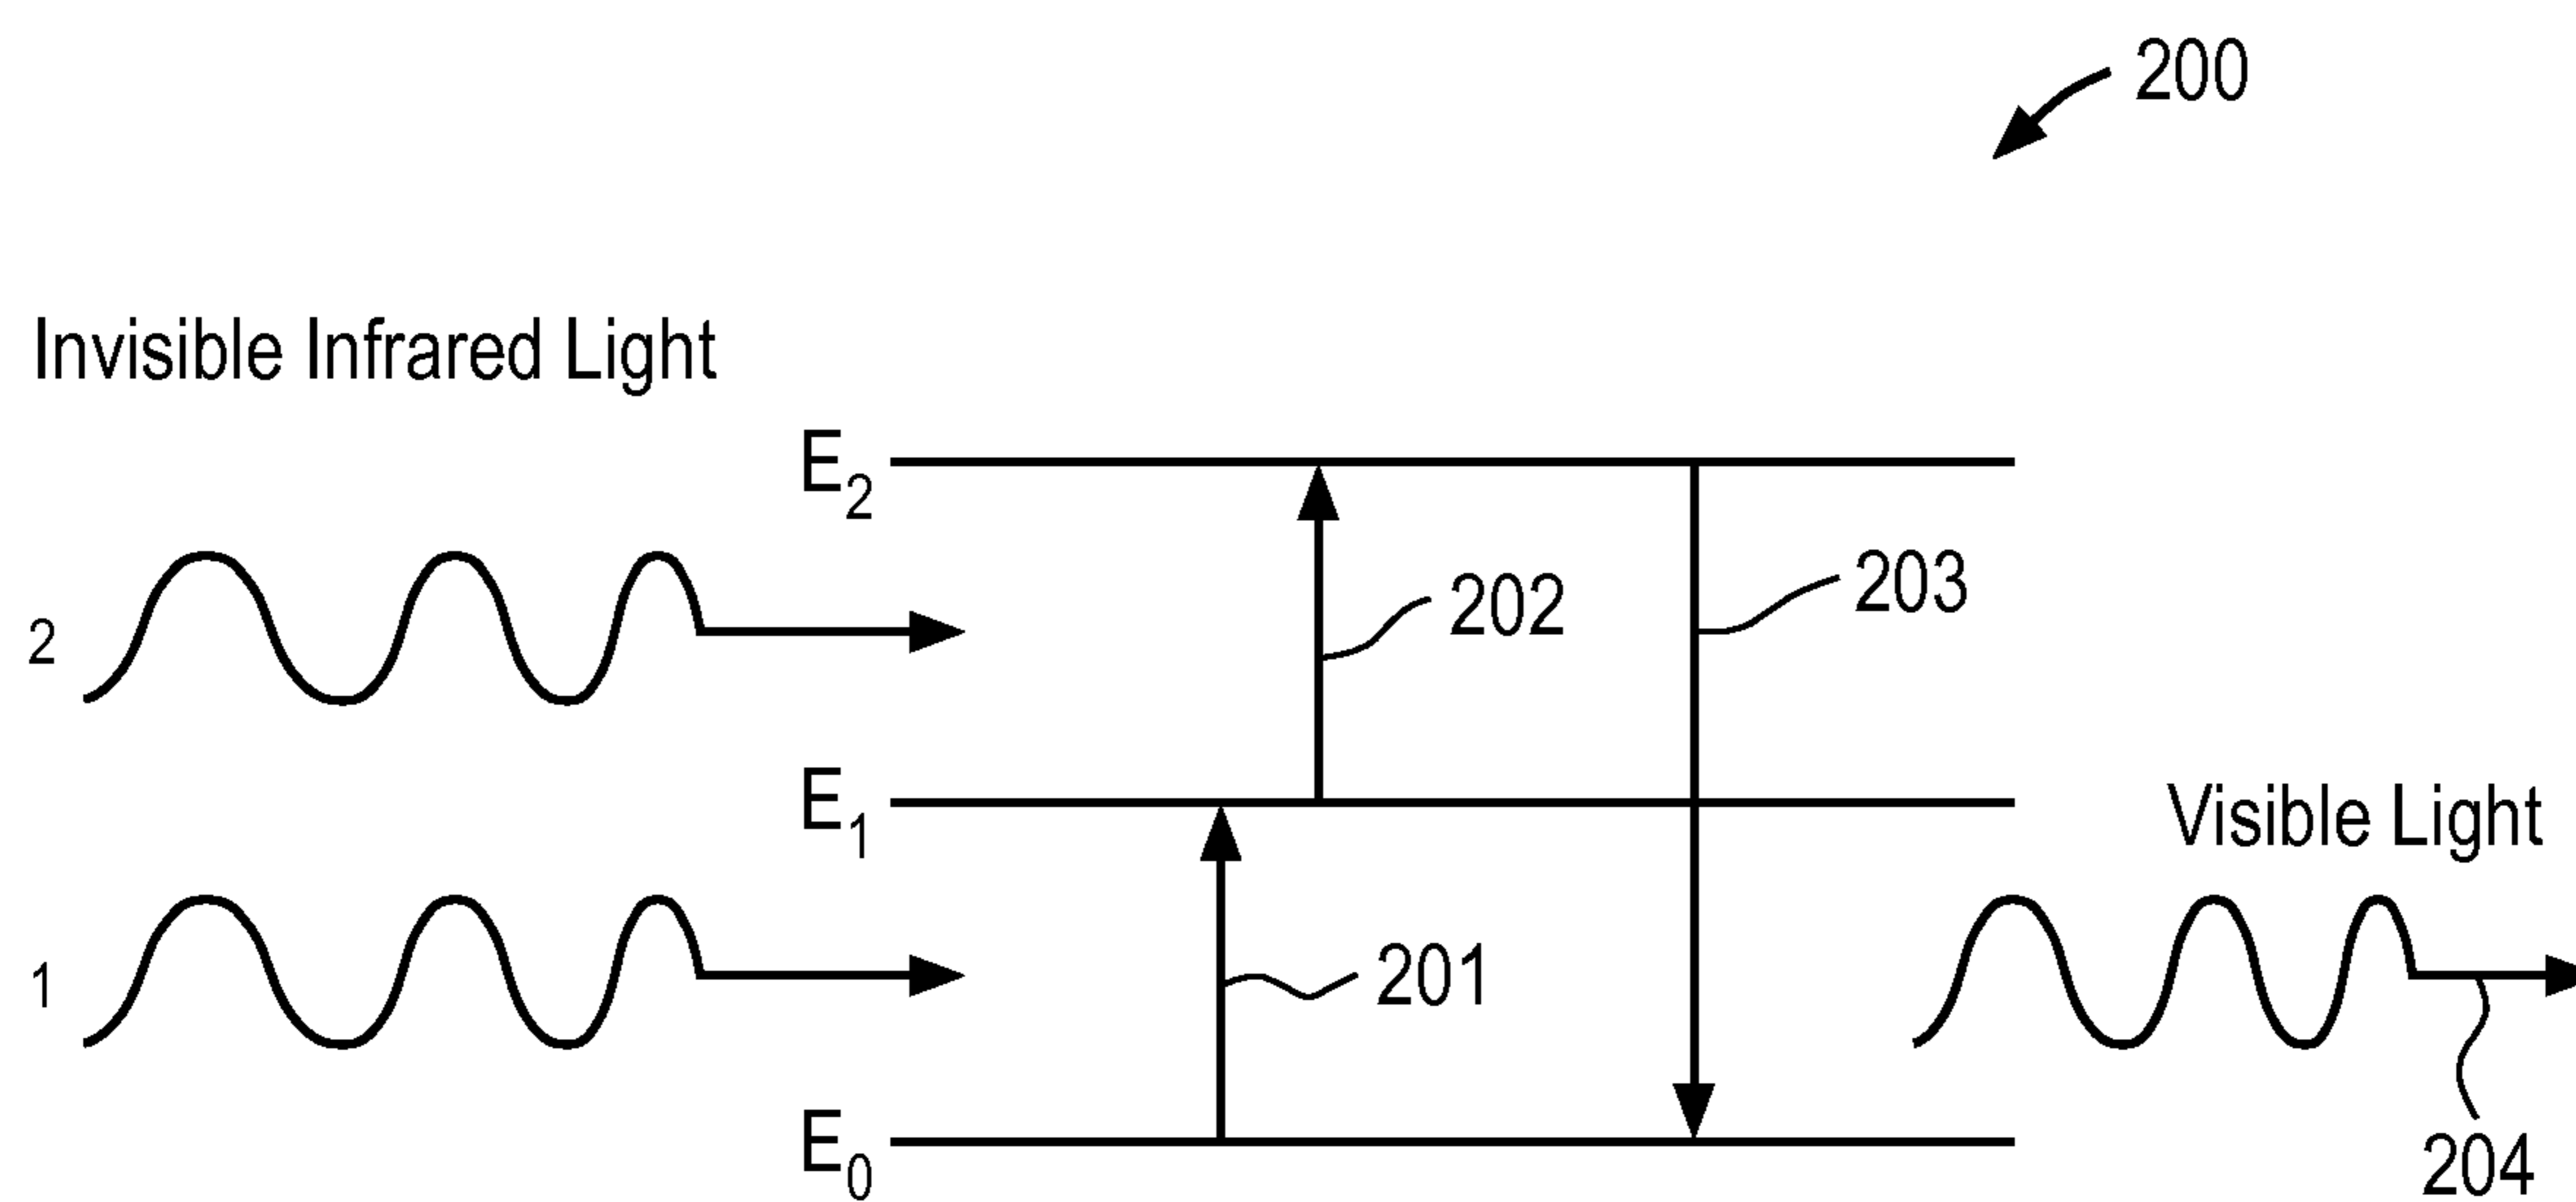 200
Invisible Infrared Light
E2
2
202
203
E1
Visible Light
1
201
E0
204